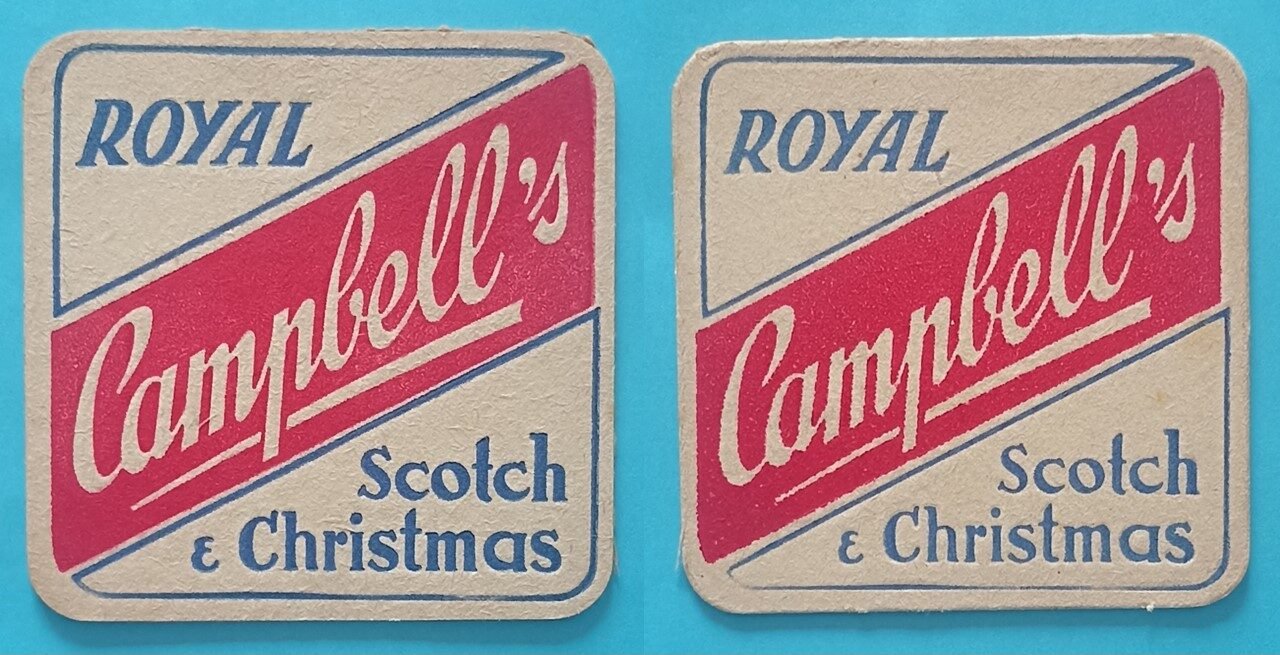 ROYAL
Campbell's
Scotch
& Christmas
ROYAL
Campbell's
Scotch
& Christmas